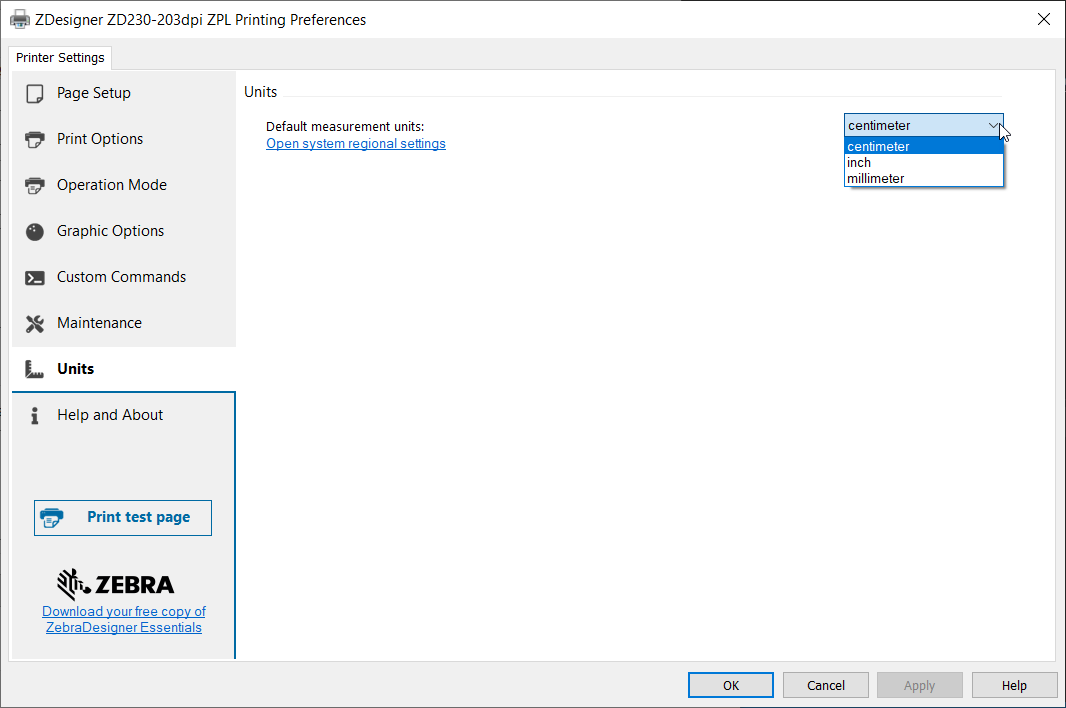 ZDesigner ZD230-203dpi ZPL Printing Preferences
Printer Settings
Page Setup
Print Options
Operation Mode
Graphic Options
Custom Commands
Maintenance
Units
Help and About
Print test page
ZEBRA
Download your free copy of
ZebraDesigner Essentials
Units
Default measurement units:
Open system regional settings
centimeter
centimeter
inch
millimeter
OK
Cancel
Apply
Help